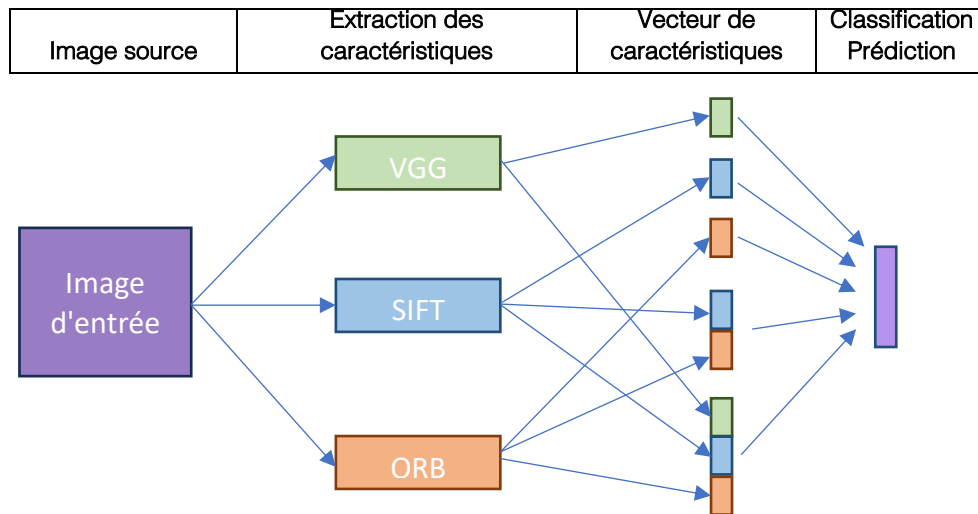 Image source
Extraction des
caractéristiques
Vecteur de
caractéristiques
Classification
Prédiction
VGG
Image
d'entrée
SIFT
ORB